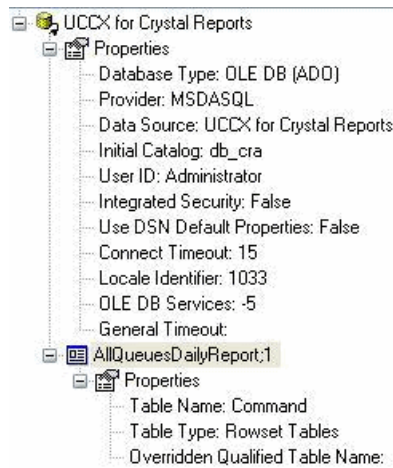 UCCX for Crystal Reports
Properties
Database Type: OLE DB (ADO)
Provider: MSDASQL
Data Source: UCCX for Crystal Reports
Initial Catalog: db_cra
User ID: Administrator
Integrated Security: False
Use DSN Default Properties: False
Connect Timeout: 15
Locale Identifier: 1033
OLE DB Services: -5
General Timeout:
AllQueuesDailyReport;1
Properties
Table Name: Command
Table Type: Rowset Tables
Overridden Qualified Table Name: